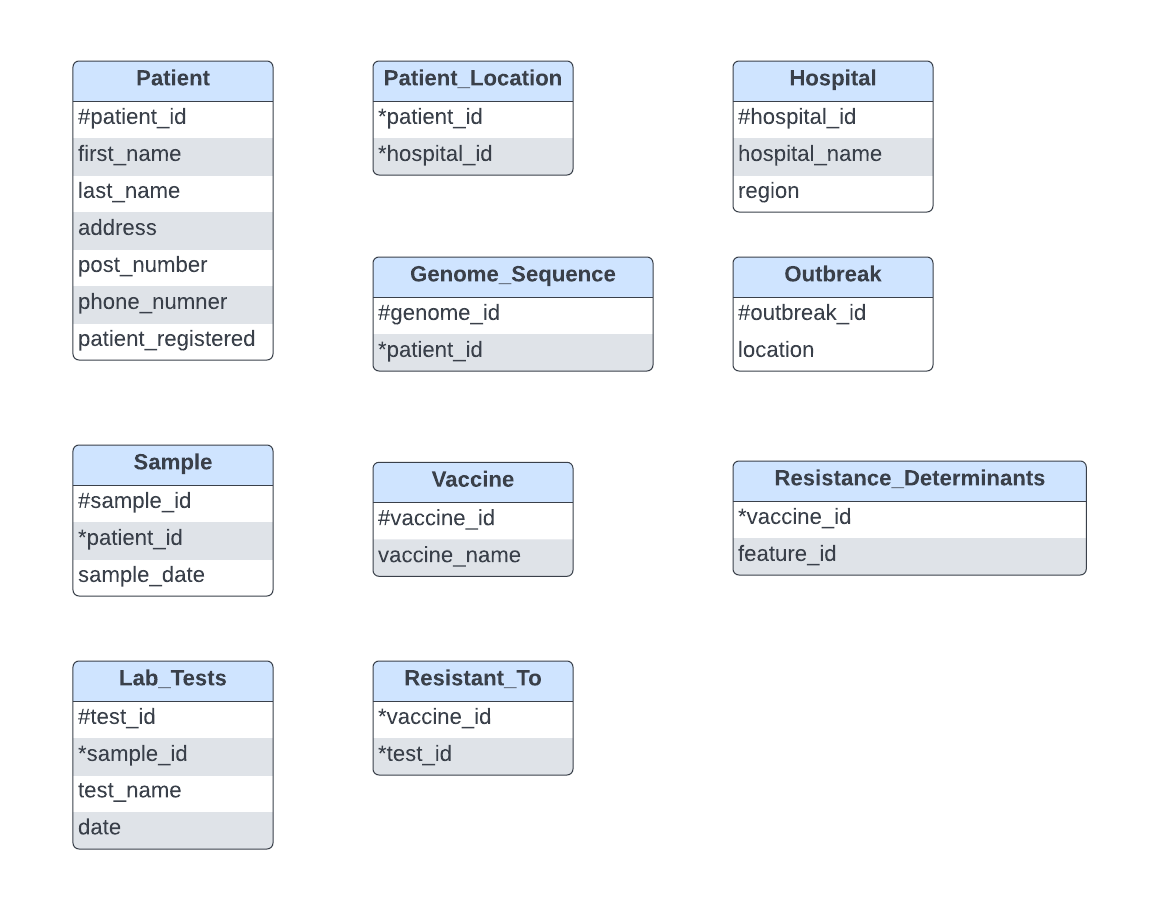 Patient
#patient_id
first_name
last_name
address
post_number
phone_numner
patient_registered
Patient_Location
*patient_id
*hospital_id
Hospital
#hospital_id
hospital_name
region
Genome_Sequence
#genome_id
*patient_id
Outbreak
#outbreak_id
location
Sample
#sample_id
*patient_id
sample_date
Vaccine
#vaccine_id
vaccine_name
Resistance_Determinants
*vaccine_id
feature_id
Lab_Tests
#test_id
*sample_id
test_name
date
Resistant_To
*vaccine_id
*test_id